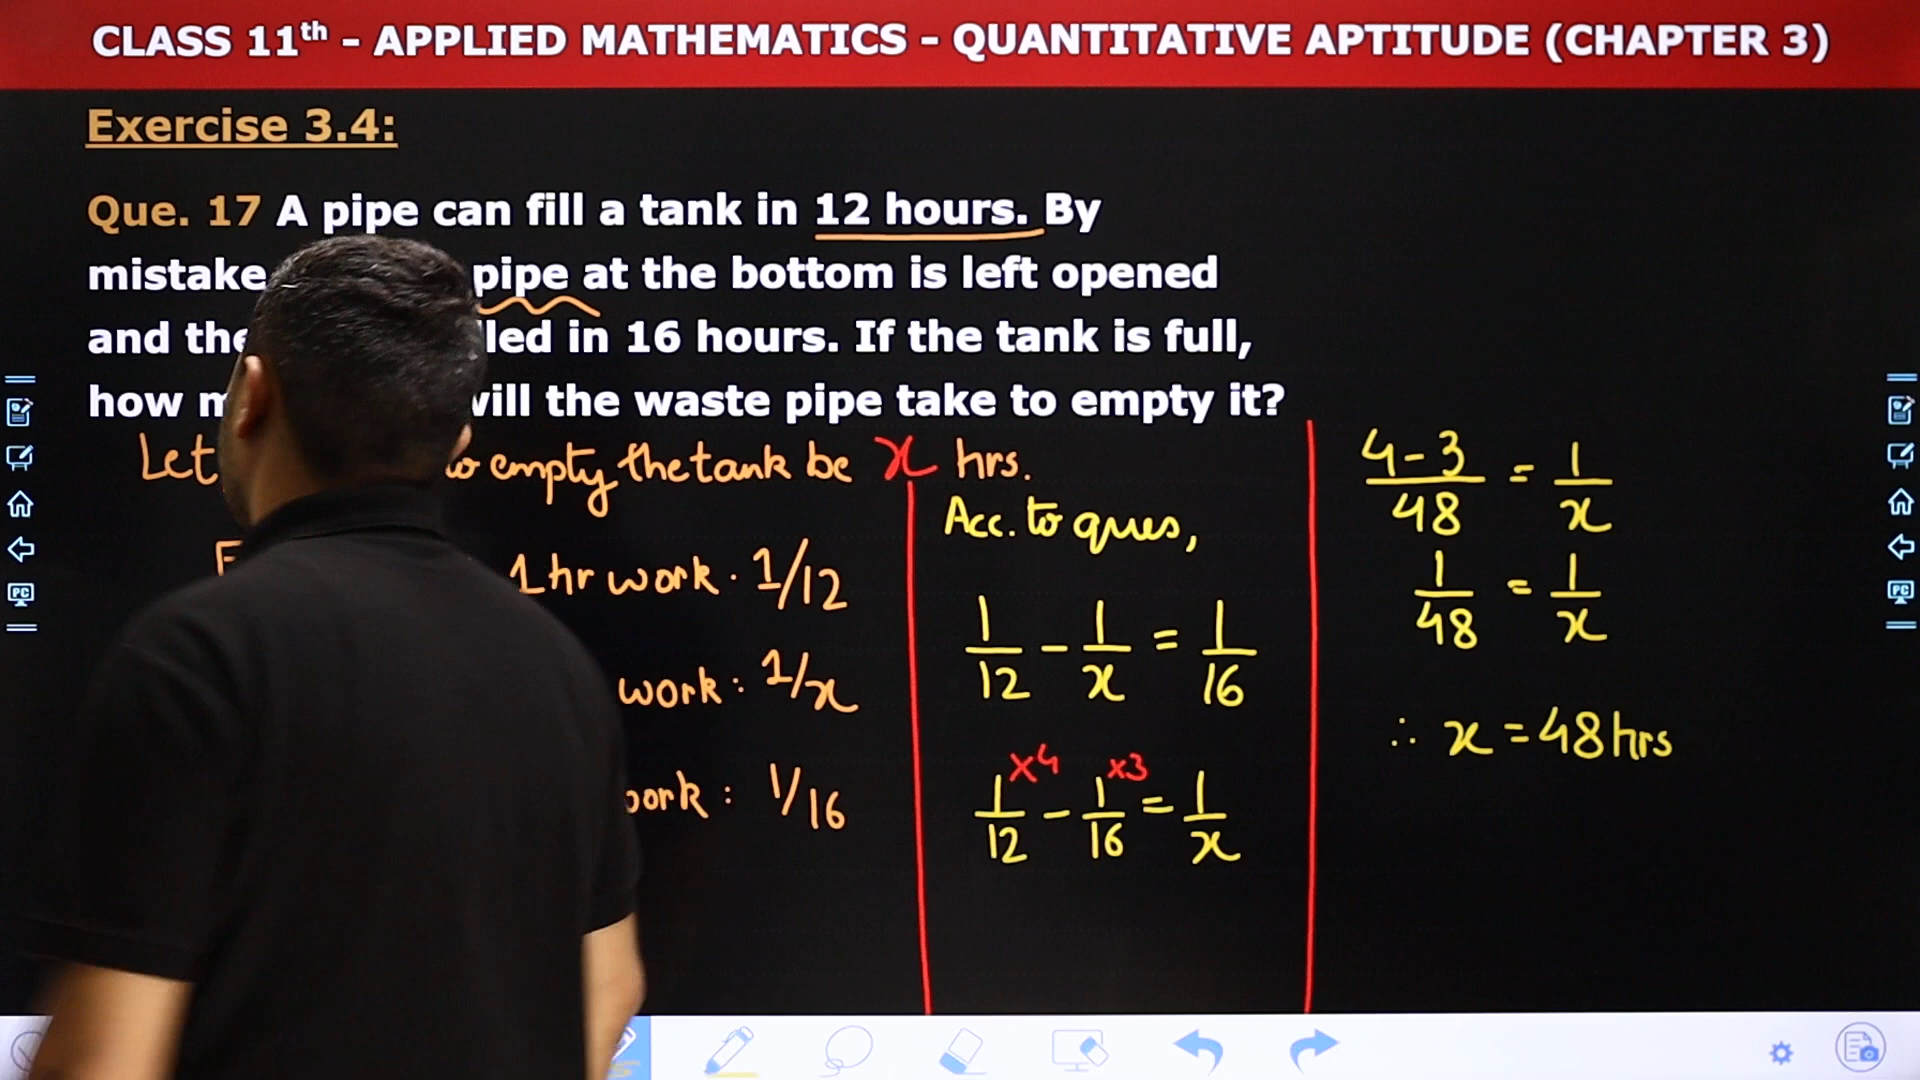 CLASS 11th - APPLIED MATHEMATICS - QUANTITATIVE APTITUDE (CHAPTER 3)
Exercise 3.4:
Que. 17 A pipe can fill a tank in 12 hours. By
mistake pipe at the bottom is left opened
and the led in 16 hours. If the tank is full,
how will the waste pipe take to empty it?
Let to empty the tank be x hrs.
1 hr work . 1/12
work : 1/x
work : 1/16
Acc. to ques,
1/12 - 1/x = 1/16
1/12 ×4 - 1/16 ×3 = 1/x
4-3/48 = 1/x
1/48 = 1/x
∴ x = 48 hrs
PC
PC